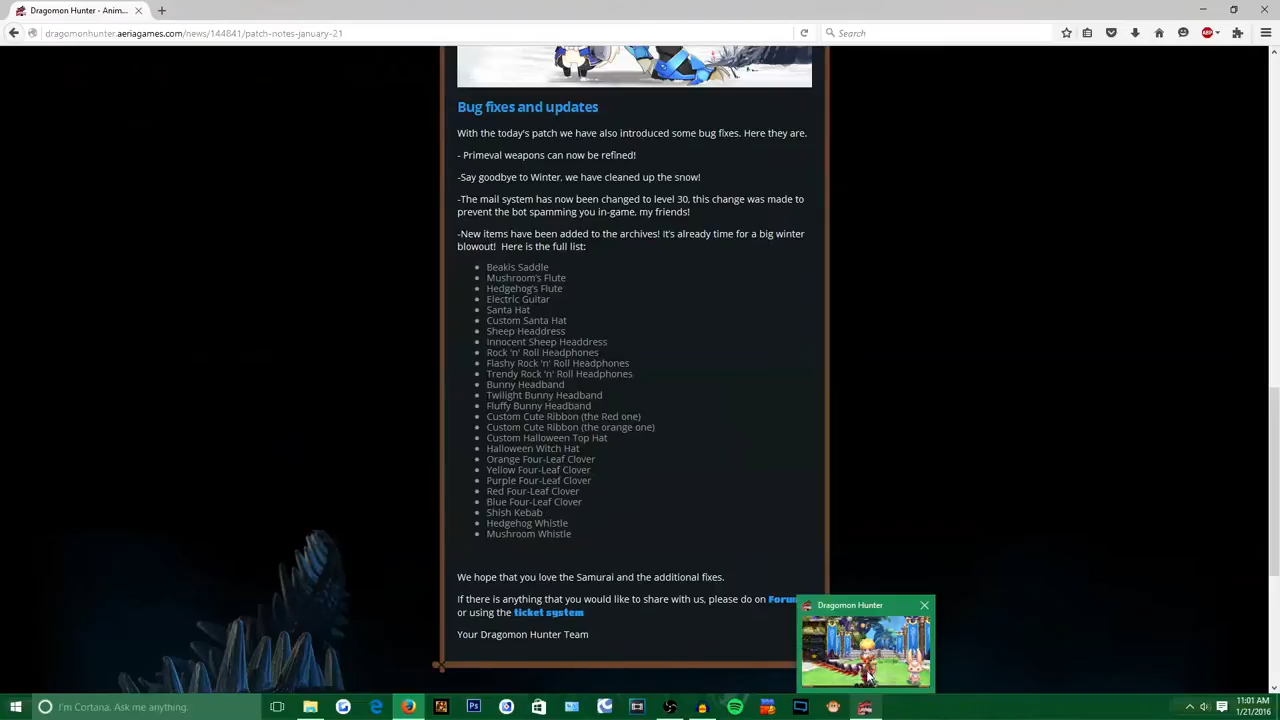 Dragomon Hunter - Anim...
dragomonhunter.aeriagames.com/news/144841/patch-notes-january-21
Search
ABP
Bug fixes and updates
With the today's patch we have also introduced some bug fixes. Here they are.
- Primeval weapons can now be refined!
-Say goodbye to Winter, we have cleaned up the snow!
-The mail system has now been changed to level 30, this change was made to
prevent the bot spamming you in-game, my friends!
-New items have been added to the archives! It's already time for a big winter
blowout!  Here is the full list:
Beakis Saddle
Mushroom's Flute
Hedgehog's Flute
Electric Guitar
Santa Hat
Custom Santa Hat
Sheep Headdress
Innocent Sheep Headdress
Rock 'n' Roll Headphones
Flashy Rock 'n' Roll Headphones
Trendy Rock 'n' Roll Headphones
Bunny Headband
Twilight Bunny Headband
Fluffy Bunny Headband
Custom Cute Ribbon (the Red one)
Custom Cute Ribbon (the orange one)
Custom Halloween Top Hat
Halloween Witch Hat
Orange Four-Leaf Clover
Yellow Four-Leaf Clover
Purple Four-Leaf Clover
Red Four-Leaf Clover
Blue Four-Leaf Clover
Shish Kebab
Hedgehog Whistle
Mushroom Whistle
We hope that you love the Samurai and the additional fixes.
If there is anything that you would like to share with us, please do on Forum
or using the ticket system
Your Dragomon Hunter Team
Dragomon Hunter
I'm Cortana. Ask me anything.
Ps
11:01 AM
1/21/2016